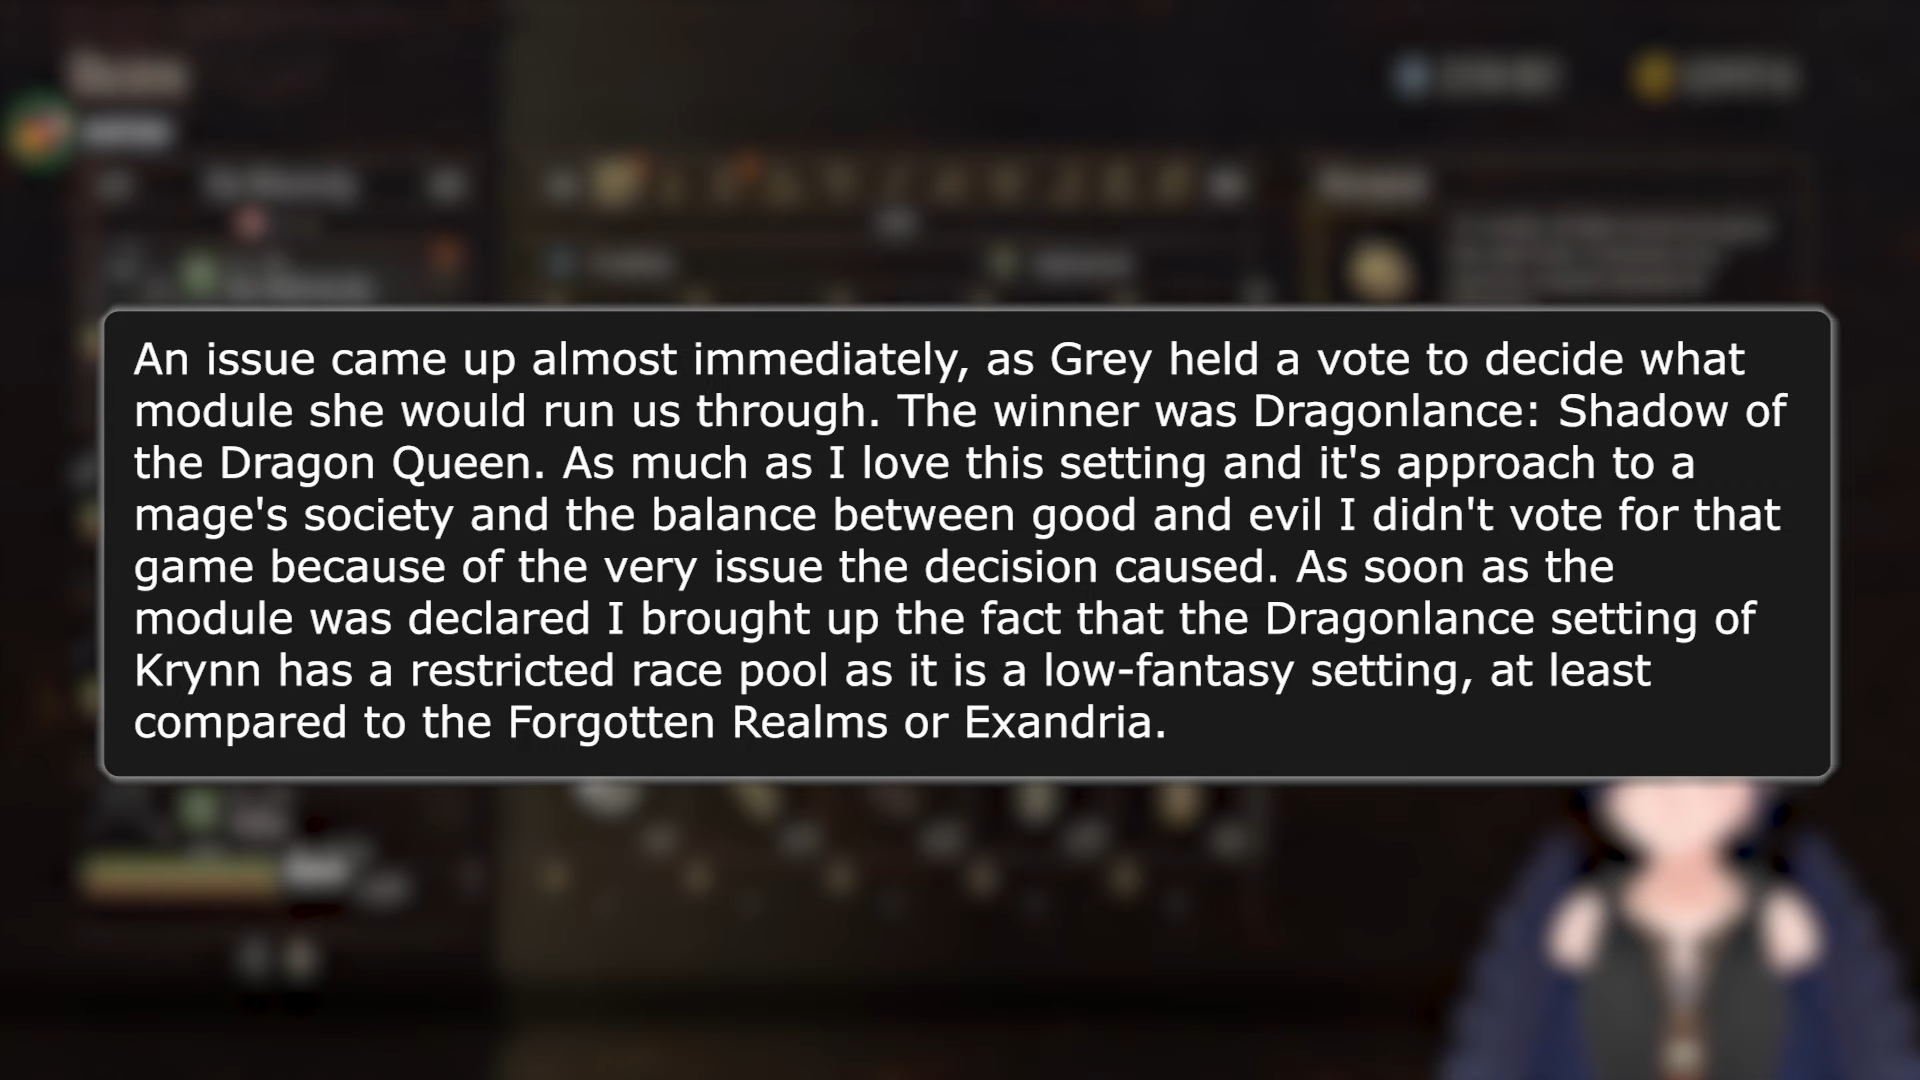 An issue came up almost immediately, as Grey held a vote to decide what
module she would run us through. The winner was Dragonlance: Shadow of
the Dragon Queen. As much as I love this setting and it's approach to a
mage's society and the balance between good and evil I didn't vote for that
game because of the very issue the decision caused. As soon as the
module was declared I brought up the fact that the Dragonlance setting of
Krynn has a restricted race pool as it is a low-fantasy setting, at least
compared to the Forgotten Realms or Exandria.